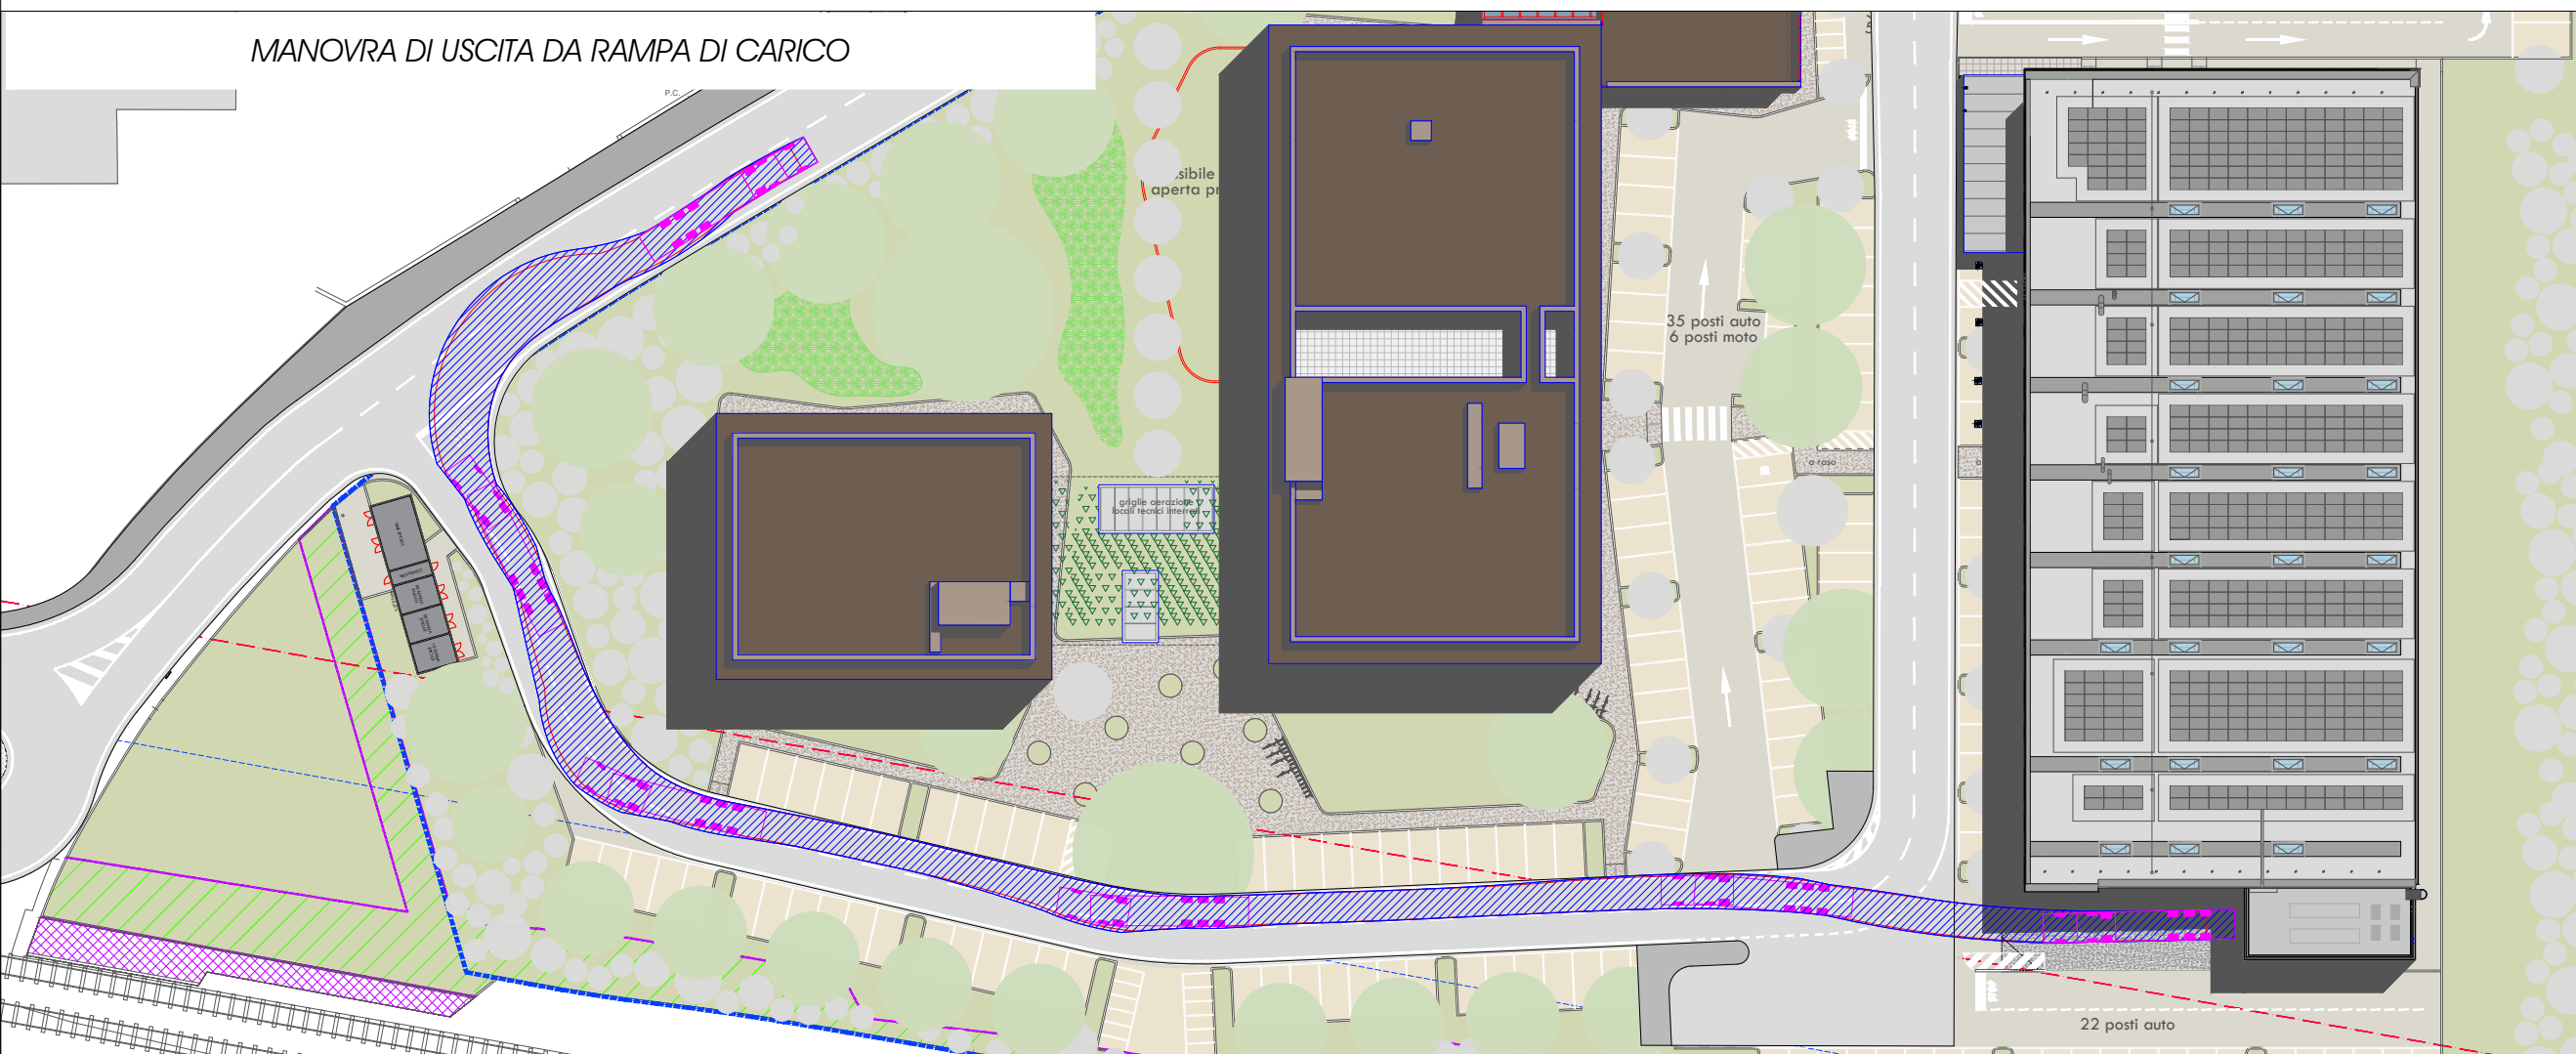 MANOVRA DI USCITA DA RAMPA DI CARICO
P.C.
sibile
aperta pr
35 posti auto
6 posti moto
a raso
griglie aerazione
locali tecnici interrati
22 posti auto